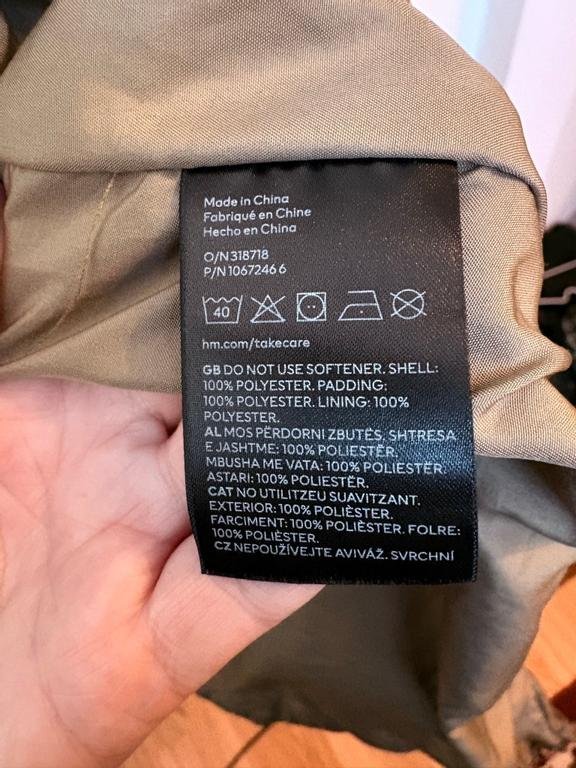 Made in China
Fabriqué en Chine
Hecho en China
O/N 318718
P/N 1067246 6
40
hm.com/takecare
GB DO NOT USE SOFTENER. SHELL:
100% POLYESTER. PADDING:
100% POLYESTER. LINING: 100%
POLYESTER.
AL MOS PËRDORNI ZBUTËS. SHTRESA
E JASHTME: 100% POLIESTËR.
MBUSHA ME VATA: 100% POLIESTËR.
ASTARI: 100% POLIESTËR.
CAT NO UTILITZEU SUAVITZANT.
EXTERIOR: 100% POLIÈSTER.
FARCIMENT: 100% POLIÈSTER. FOLRE:
100% POLIÈSTER.
CZ NEPOUŽÍVEJTE AVIVÁŽ. SVRCHNÍ